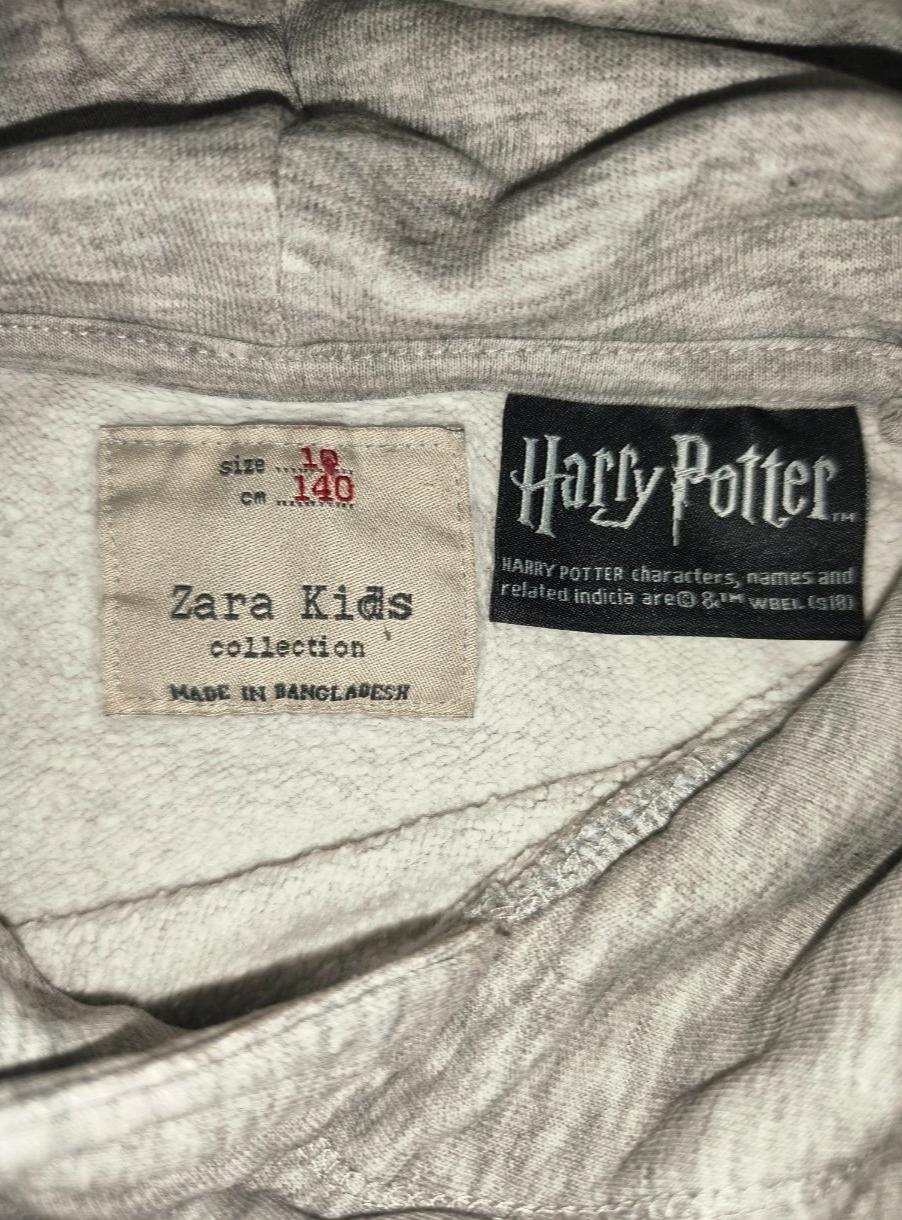 size ....10....
cm ...140
Zara Kids
collection
MADE IN BANGLADESH
Harry Potter™
HARRY POTTER characters, names and
related indicia are © & ™ WBEI. (s18)